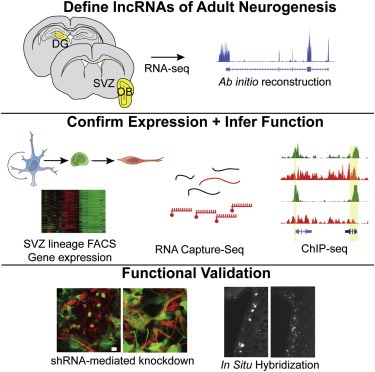 Define lncRNAs of Adult Neurogenesis
DG
SVZ
OB
RNA-seq
Ab initio reconstruction
Confirm Expression + Infer Function
SVZ lineage FACS
Gene expression
RNA Capture-Seq
ChIP-seq
Functional Validation
shRNA-mediated knockdown
In Situ Hybridization